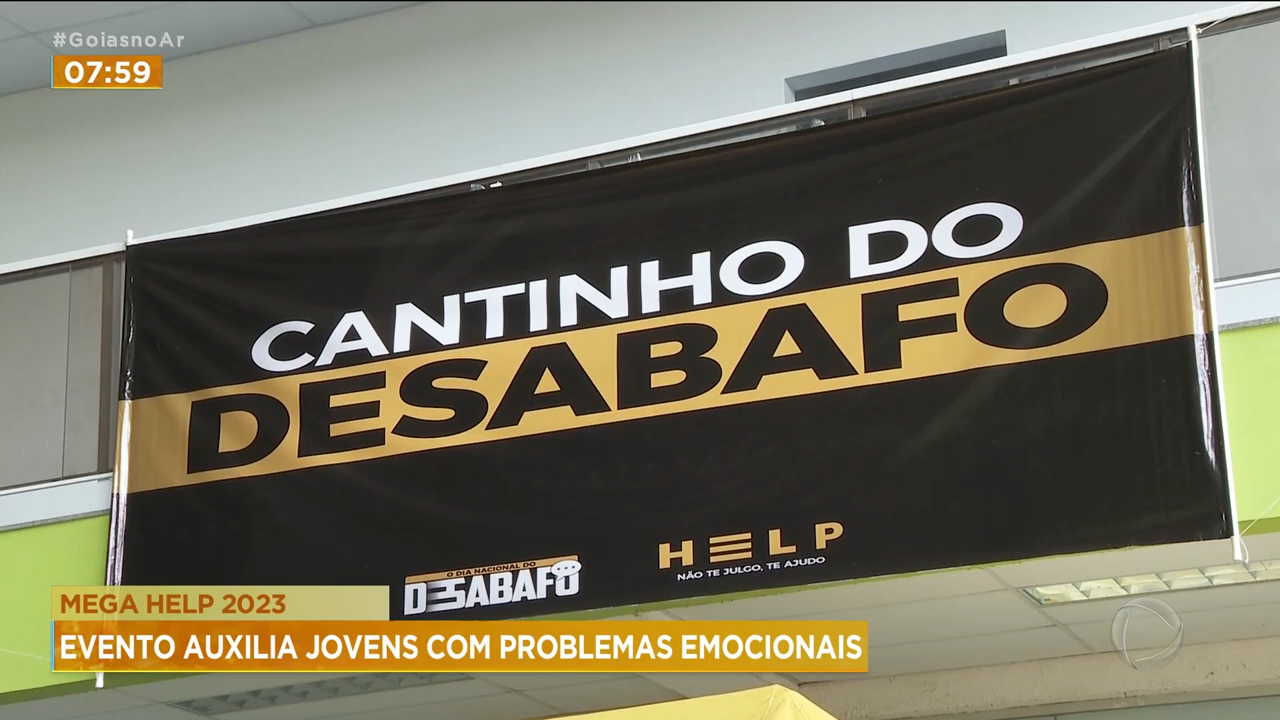 #GoiasnoAr
07:59
CANTINHO DO
DESABAFO
O DIA NACIONAL DO
DESABAFO
HELP
NÃO TE JULGO, TE AJUDO
MEGA HELP 2023
EVENTO AUXILIA JOVENS COM PROBLEMAS EMOCIONAIS